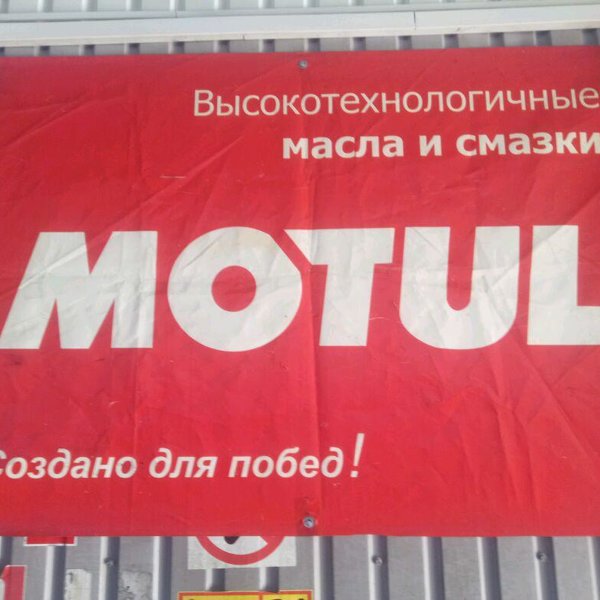 Высокотехнологичные
масла и смазки
MOTUL
Создано для побед!